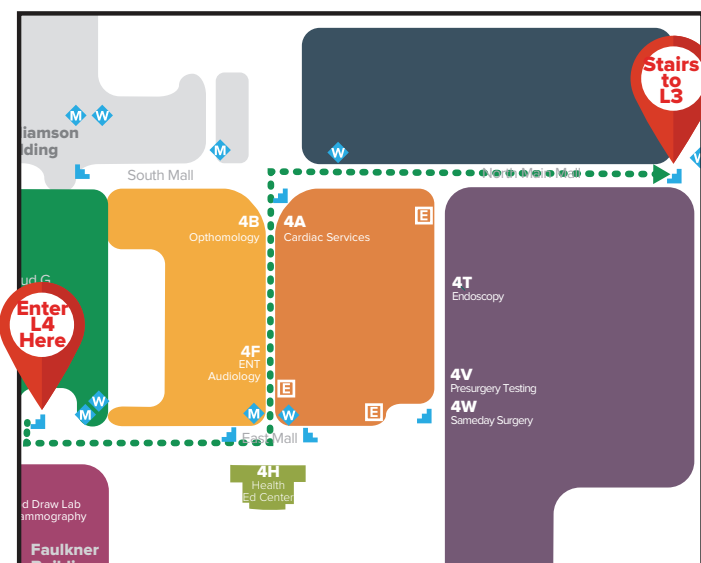 Stairs
to
L3
M W
iamson
lding
M
W
W
South Mall
North Main Mall
4B
Opthomology
4A
Cardiac Services
E
ud G
4T
Endoscopy
Enter
L4
Here
4F
ENT
Audiology
4V
Presurgery Testing
4W
Sameday Surgery
E
M W
M W
E
East Mall
4H
Health
Ed Center
d Draw Lab
ammography
Faulkner